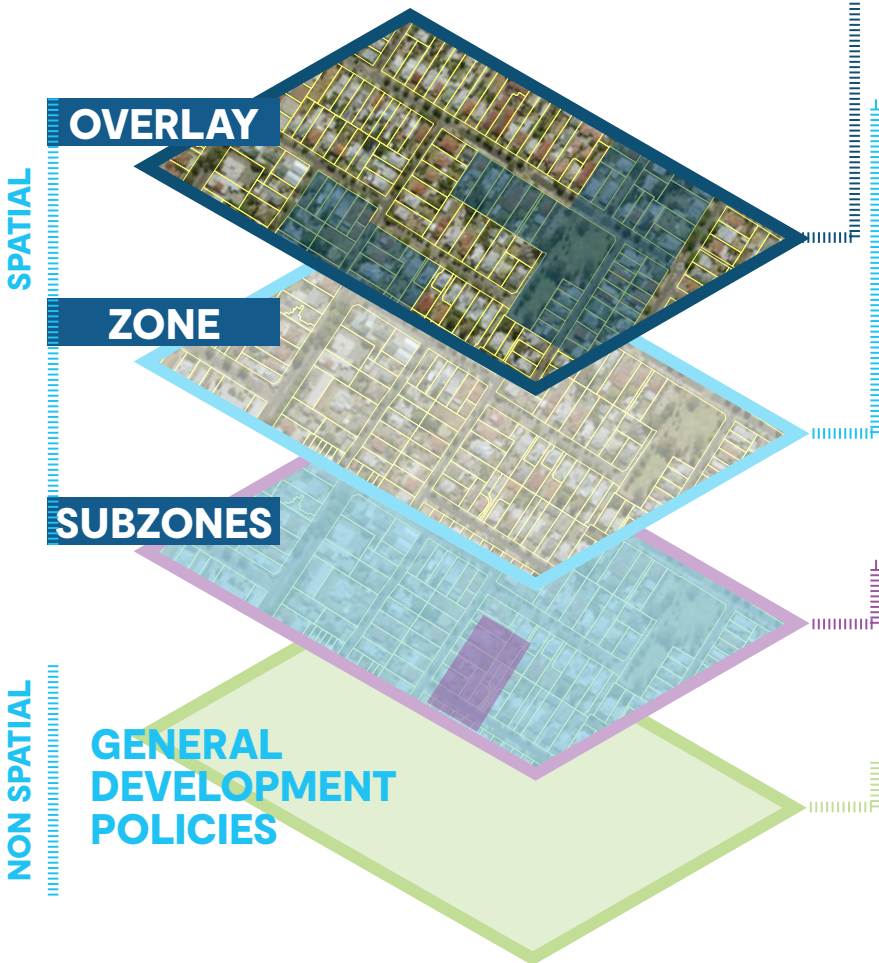 OVERLAY
SPATIAL
ZONE
SUBZONES
NON SPATIAL
GENERAL
DEVELOPMENT
POLICIES